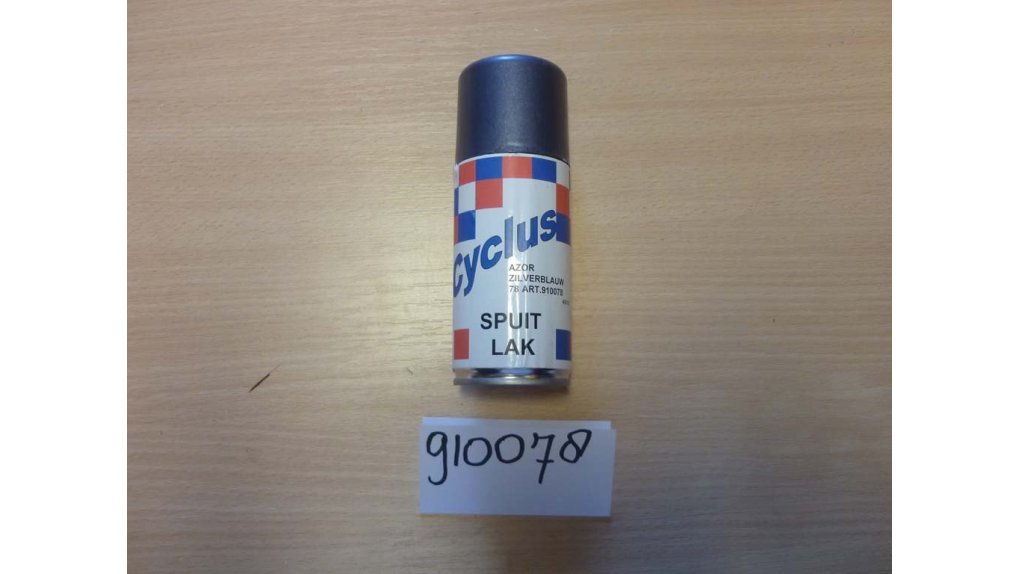 Cyclus
AZOR
ZILVERBLAUW
78 ART.910078
SPUIT
LAK
910078